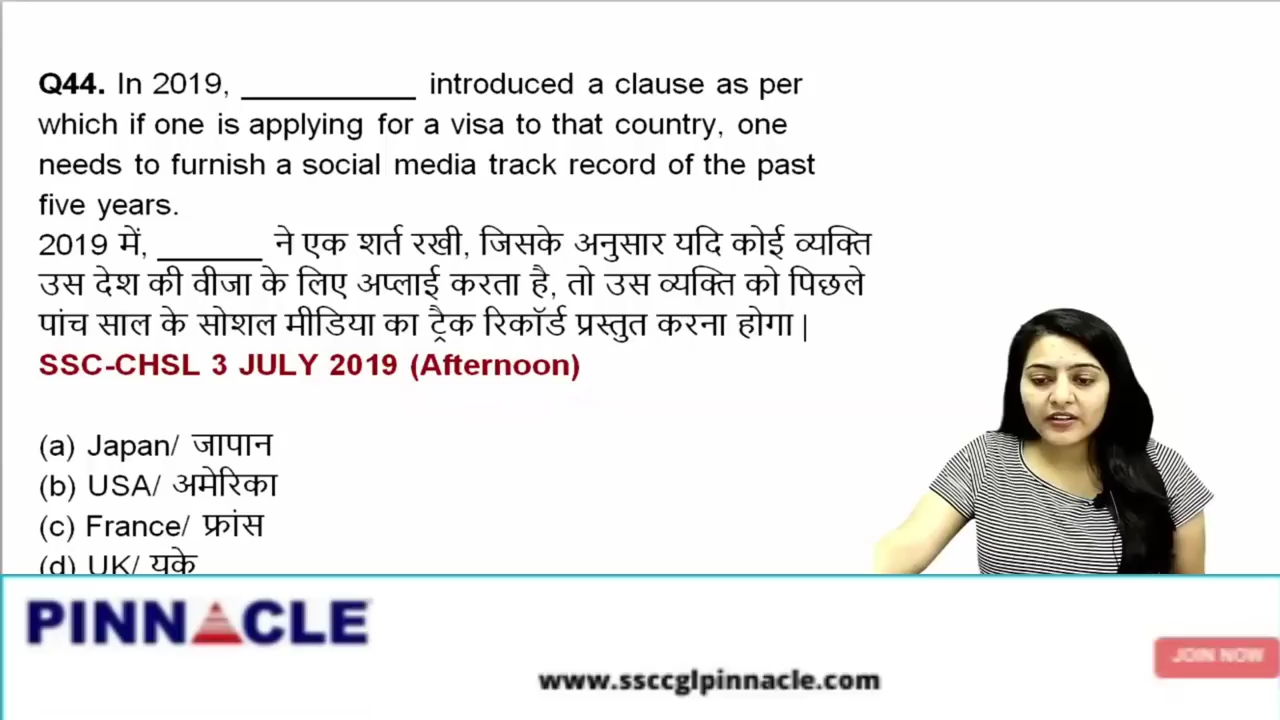 Q44. In 2019, ___________ introduced a clause as per
which if one is applying for a visa to that country, one
needs to furnish a social media track record of the past
five years.
2019 में, _______ ने एक शर्त रखी, जिसके अनुसार यदि कोई व्यक्ति
उस देश की वीजा के लिए अप्लाई करता है, तो उस व्यक्ति को पिछले
पांच साल के सोशल मीडिया का ट्रैक रिकॉर्ड प्रस्तुत करना होगा|
SSC-CHSL 3 JULY 2019 (Afternoon)
(a) Japan/ जापान
(b) USA/ अमेरिका
(c) France/ फ्रांस
(d) UK/ यूके
PINNACLE
JOIN NOW
www.ssccglpinnacle.com